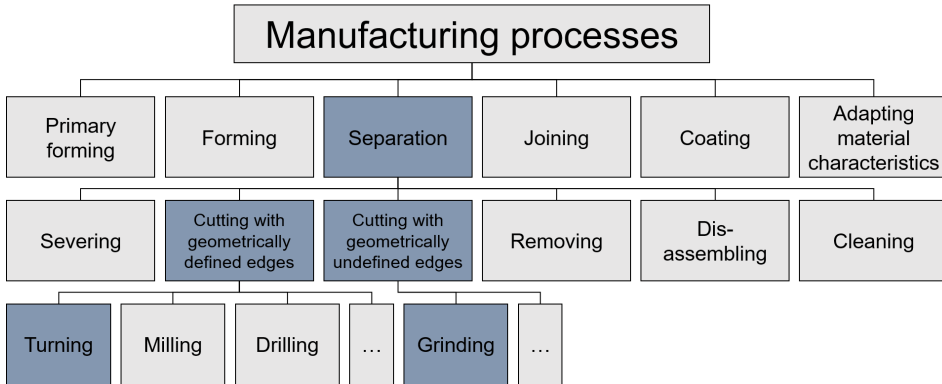 Manufacturing processes
Primary
forming
Forming
Separation
Joining
Coating
Adapting
material
characteristics
Severing
Cutting with
geometrically
defined edges
Cutting with
geometrically
undefined edges
Removing
Dis-
assembling
Cleaning
Turning
Milling
Drilling
…
Grinding
…